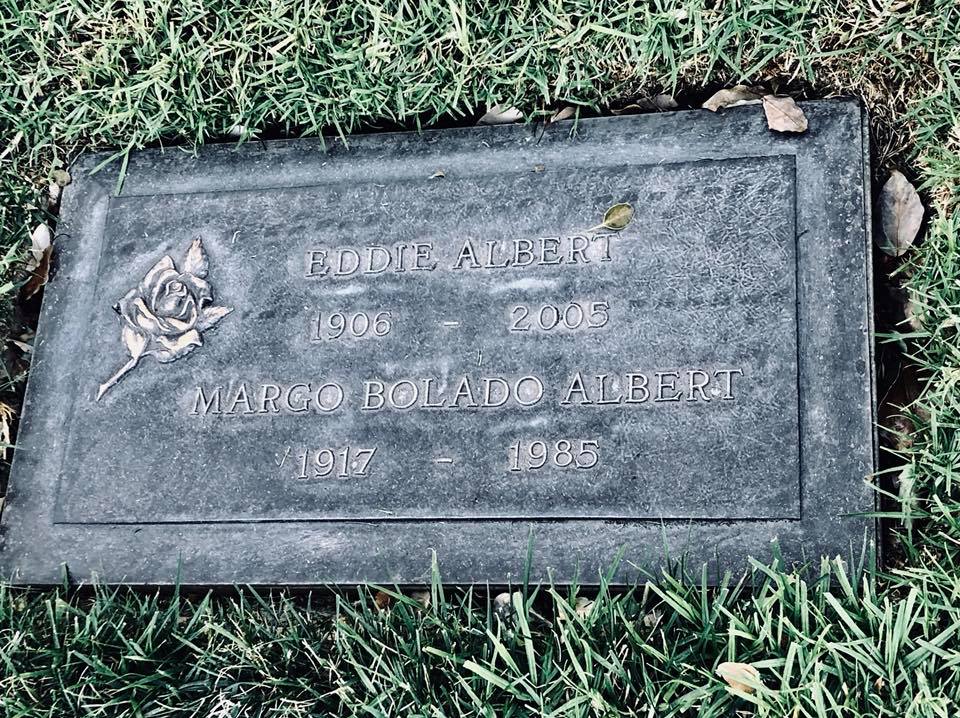 EDDIE ALBERT
1906 - 2005
MARGO BOLADO ALBERT
1917 - 1985